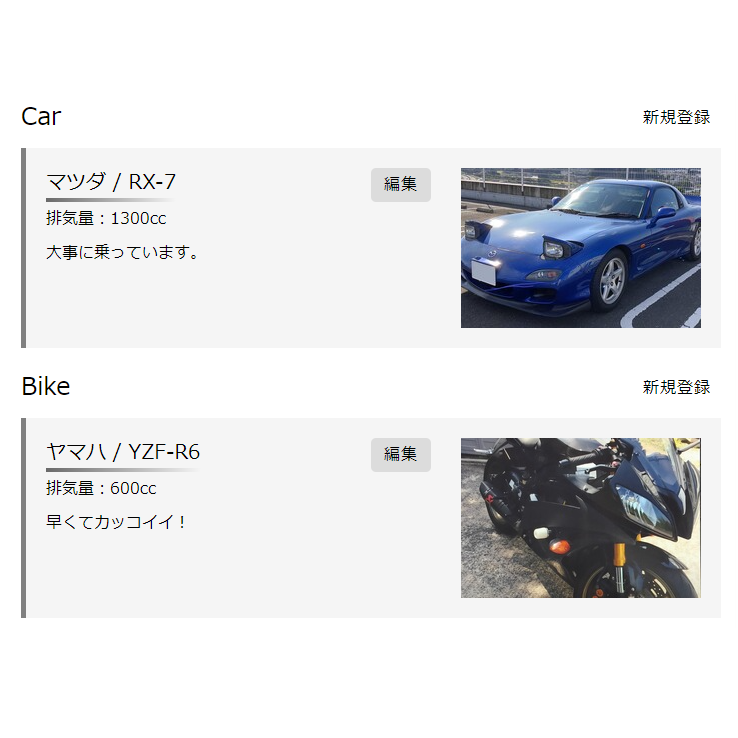 Car
新規登録
マツダ / RX-7
編集
排気量：1300cc
大事に乗っています。
Bike
新規登録
ヤマハ / YZF-R6
編集
排気量：600cc
早くてカッコイイ！